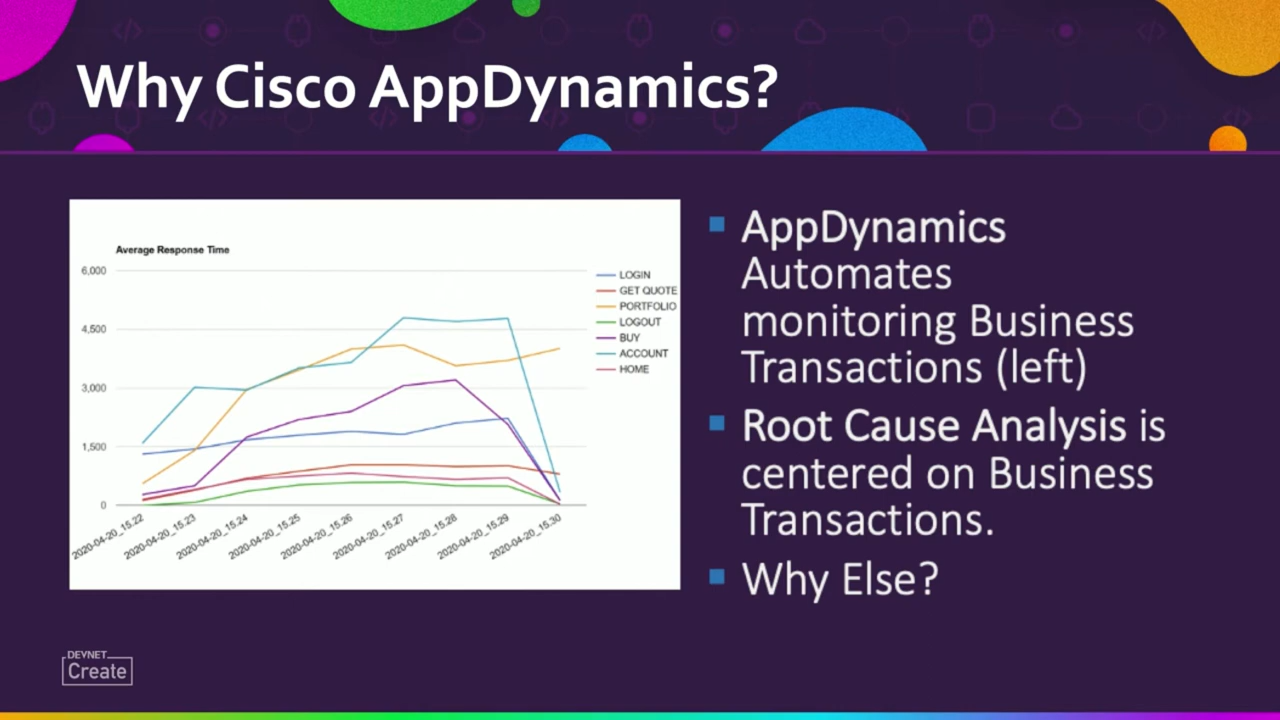 Why Cisco AppDynamics?
Average Response Time
6,000
4,500
3,000
1,500
0
2020-04-20_15.22
2020-04-20_15.23
2020-04-20_15.24
2020-04-20_15.25
2020-04-20_15.26
2020-04-20_15.27
2020-04-20_15.28
2020-04-20_15.29
2020-04-20_15.30
LOGIN
GET QUOTE
PORTFOLIO
LOGOUT
BUY
ACCOUNT
HOME
AppDynamics
Automates
monitoring Business
Transactions (left)
Root Cause Analysis is
centered on Business
Transactions.
Why Else?
DEVNET
Create